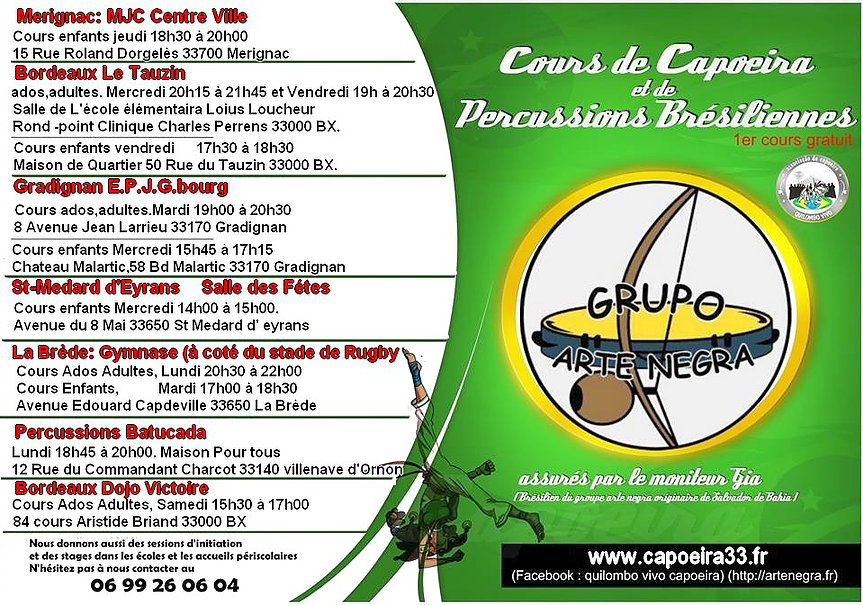 Merignac: MJC Centre Ville
Cours enfants jeudi 18h30 à 20h00
15 Rue Roland Dorgelès 33700 Merignac
Bordeaux Le Tauzin
ados,adultes. Mercredi 20h15 à 21h45 et Vendredi 19h à 20h30
Salle de L'école élémentaira Loius Loucheur
Rond -point Clinique Charles Perrens 33000 BX.
Cours enfants vendredi 17h30 à 18h30
Maison de Quartier 50 Rue du Tauzin 33000 BX.
Gradignan E.P.J.G.bourg
Cours ados,adultes.Mardi 19h00 à 20h30
8 Avenue Jean Larrieu 33170 Gradignan
Cours enfants Mercredi 15h45 à 17h15
Chateau Malartic,58 Bd Malartic 33170 Gradignan
St-Medard d'Eyrans Salle des Fétes
Cours enfants Mercredi 14h00 à 15h00.
Avenue du 8 Mai 33650 St Medard d' eyrans
La Brède: Gymnase (à coté du stade de Rugby
Cours Ados Adultes, Lundi 20h30 à 22h00
Cours Enfants, Mardi 17h00 à 18h30
Avenue Edouard Capdeville 33650 La Brède
Percussions Batucada
Lundi 18h45 à 20h00. Maison Pour tous
12 Rue du Commandant Charcot 33140 villenave d'Ornon
Bordeaux Dojo Victoire
Cours Ados Adultes, Samedi 15h30 à 17h00
84 cours Aristide Briand 33000 BX
Nous donnons aussi des sessions d'initiation
et des stages dans les écoles et les accueils périscolaires
N'hésitez pas à nous contacter au
06 99 26 06 04
Cours de Capoeira
et de
Percussions Brésiliennes
1er cours gratuit
Associação de capoeira
QUILOMBO VIVO
GRUPO
ARTE NEGRA
assurés par le moniteur Gia
(Brésilien du groupe arte negra originaire de Salvador de Bahia)
www.capoeira33.fr
(Facebook : quilombo vivo capoeira) (http://artenegra.fr)